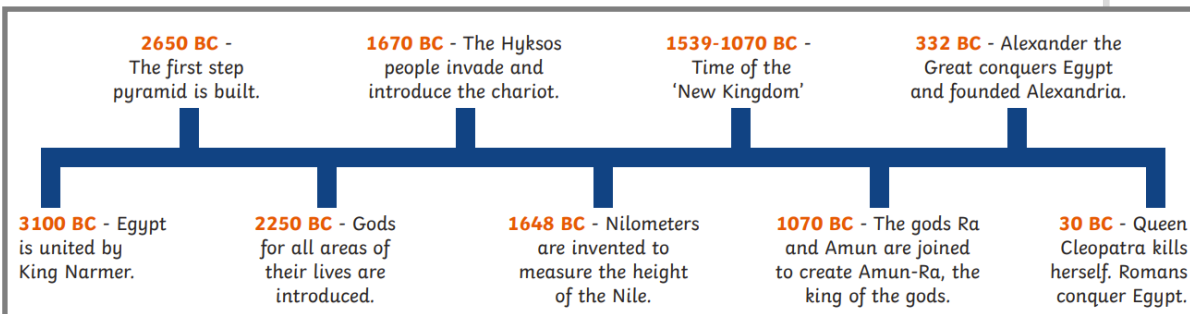 2650 BC -
The first step
pyramid is built.
1670 BC - The Hyksos
people invade and
introduce the chariot.
1539-1070 BC -
Time of the
‘New Kingdom’
332 BC - Alexander the
Great conquers Egypt
and founded Alexandria.
3100 BC - Egypt
is united by
King Narmer.
2250 BC - Gods
for all areas of
their lives are
introduced.
1648 BC - Nilometers
are invented to
measure the height
of the Nile.
1070 BC - The gods Ra
and Amun are joined
to create Amun-Ra, the
king of the gods.
30 BC - Queen
Cleopatra kills
herself. Romans
conquer Egypt.